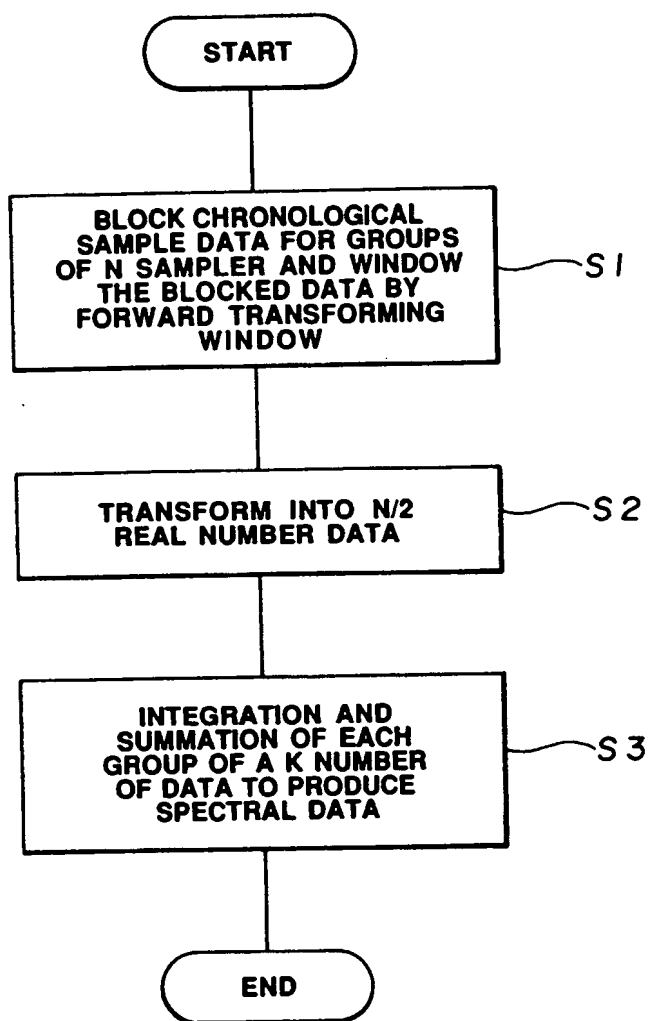 START
BLOCK CHRONOLOGICAL
SAMPLE DATA FOR GROUPS
OF N SAMPLER AND WINDOW
THE BLOCKED DATA BY
FORWARD TRANSFORMING
WINDOW
S1
TRANSFORM INTO N/2
REAL NUMBER DATA
S2
INTEGRATION AND
SUMMATION OF EACH
GROUP OF A K NUMBER
OF DATA TO PRODUCE
SPECTRAL DATA
S3
END